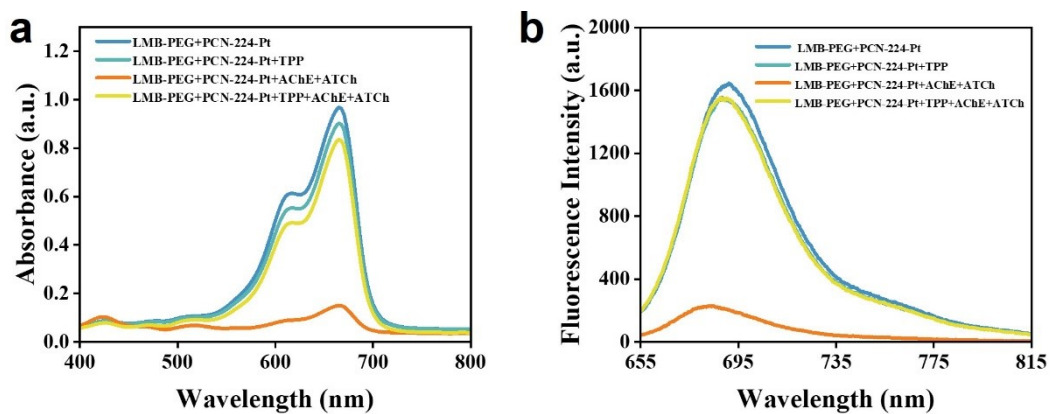 a
LMB-PEG+PCN-224-Pt
LMB-PEG+PCN-224-Pt+TPP
LMB-PEG+PCN-224-Pt+AChE+ATCh
LMB-PEG+PCN-224-Pt+TPP+AChE+ATCh
1.2
1.0
0.8
0.6
0.4
0.2
0.0
400 500 600 700 800
Absorbance (a.u.)
Wavelength (nm)
b
LMB-PEG+PCN-224-Pt
LMB-PEG+PCN-224-Pt+TPP
LMB-PEG+PCN-224-Pt+AChE+ATCh
LMB-PEG+PCN-224-Pt+TPP+AChE+ATCh
2000
1600
1200
800
400
0
655 695 735 775 815
Fluorescence Intensity (a.u.)
Wavelength (nm)